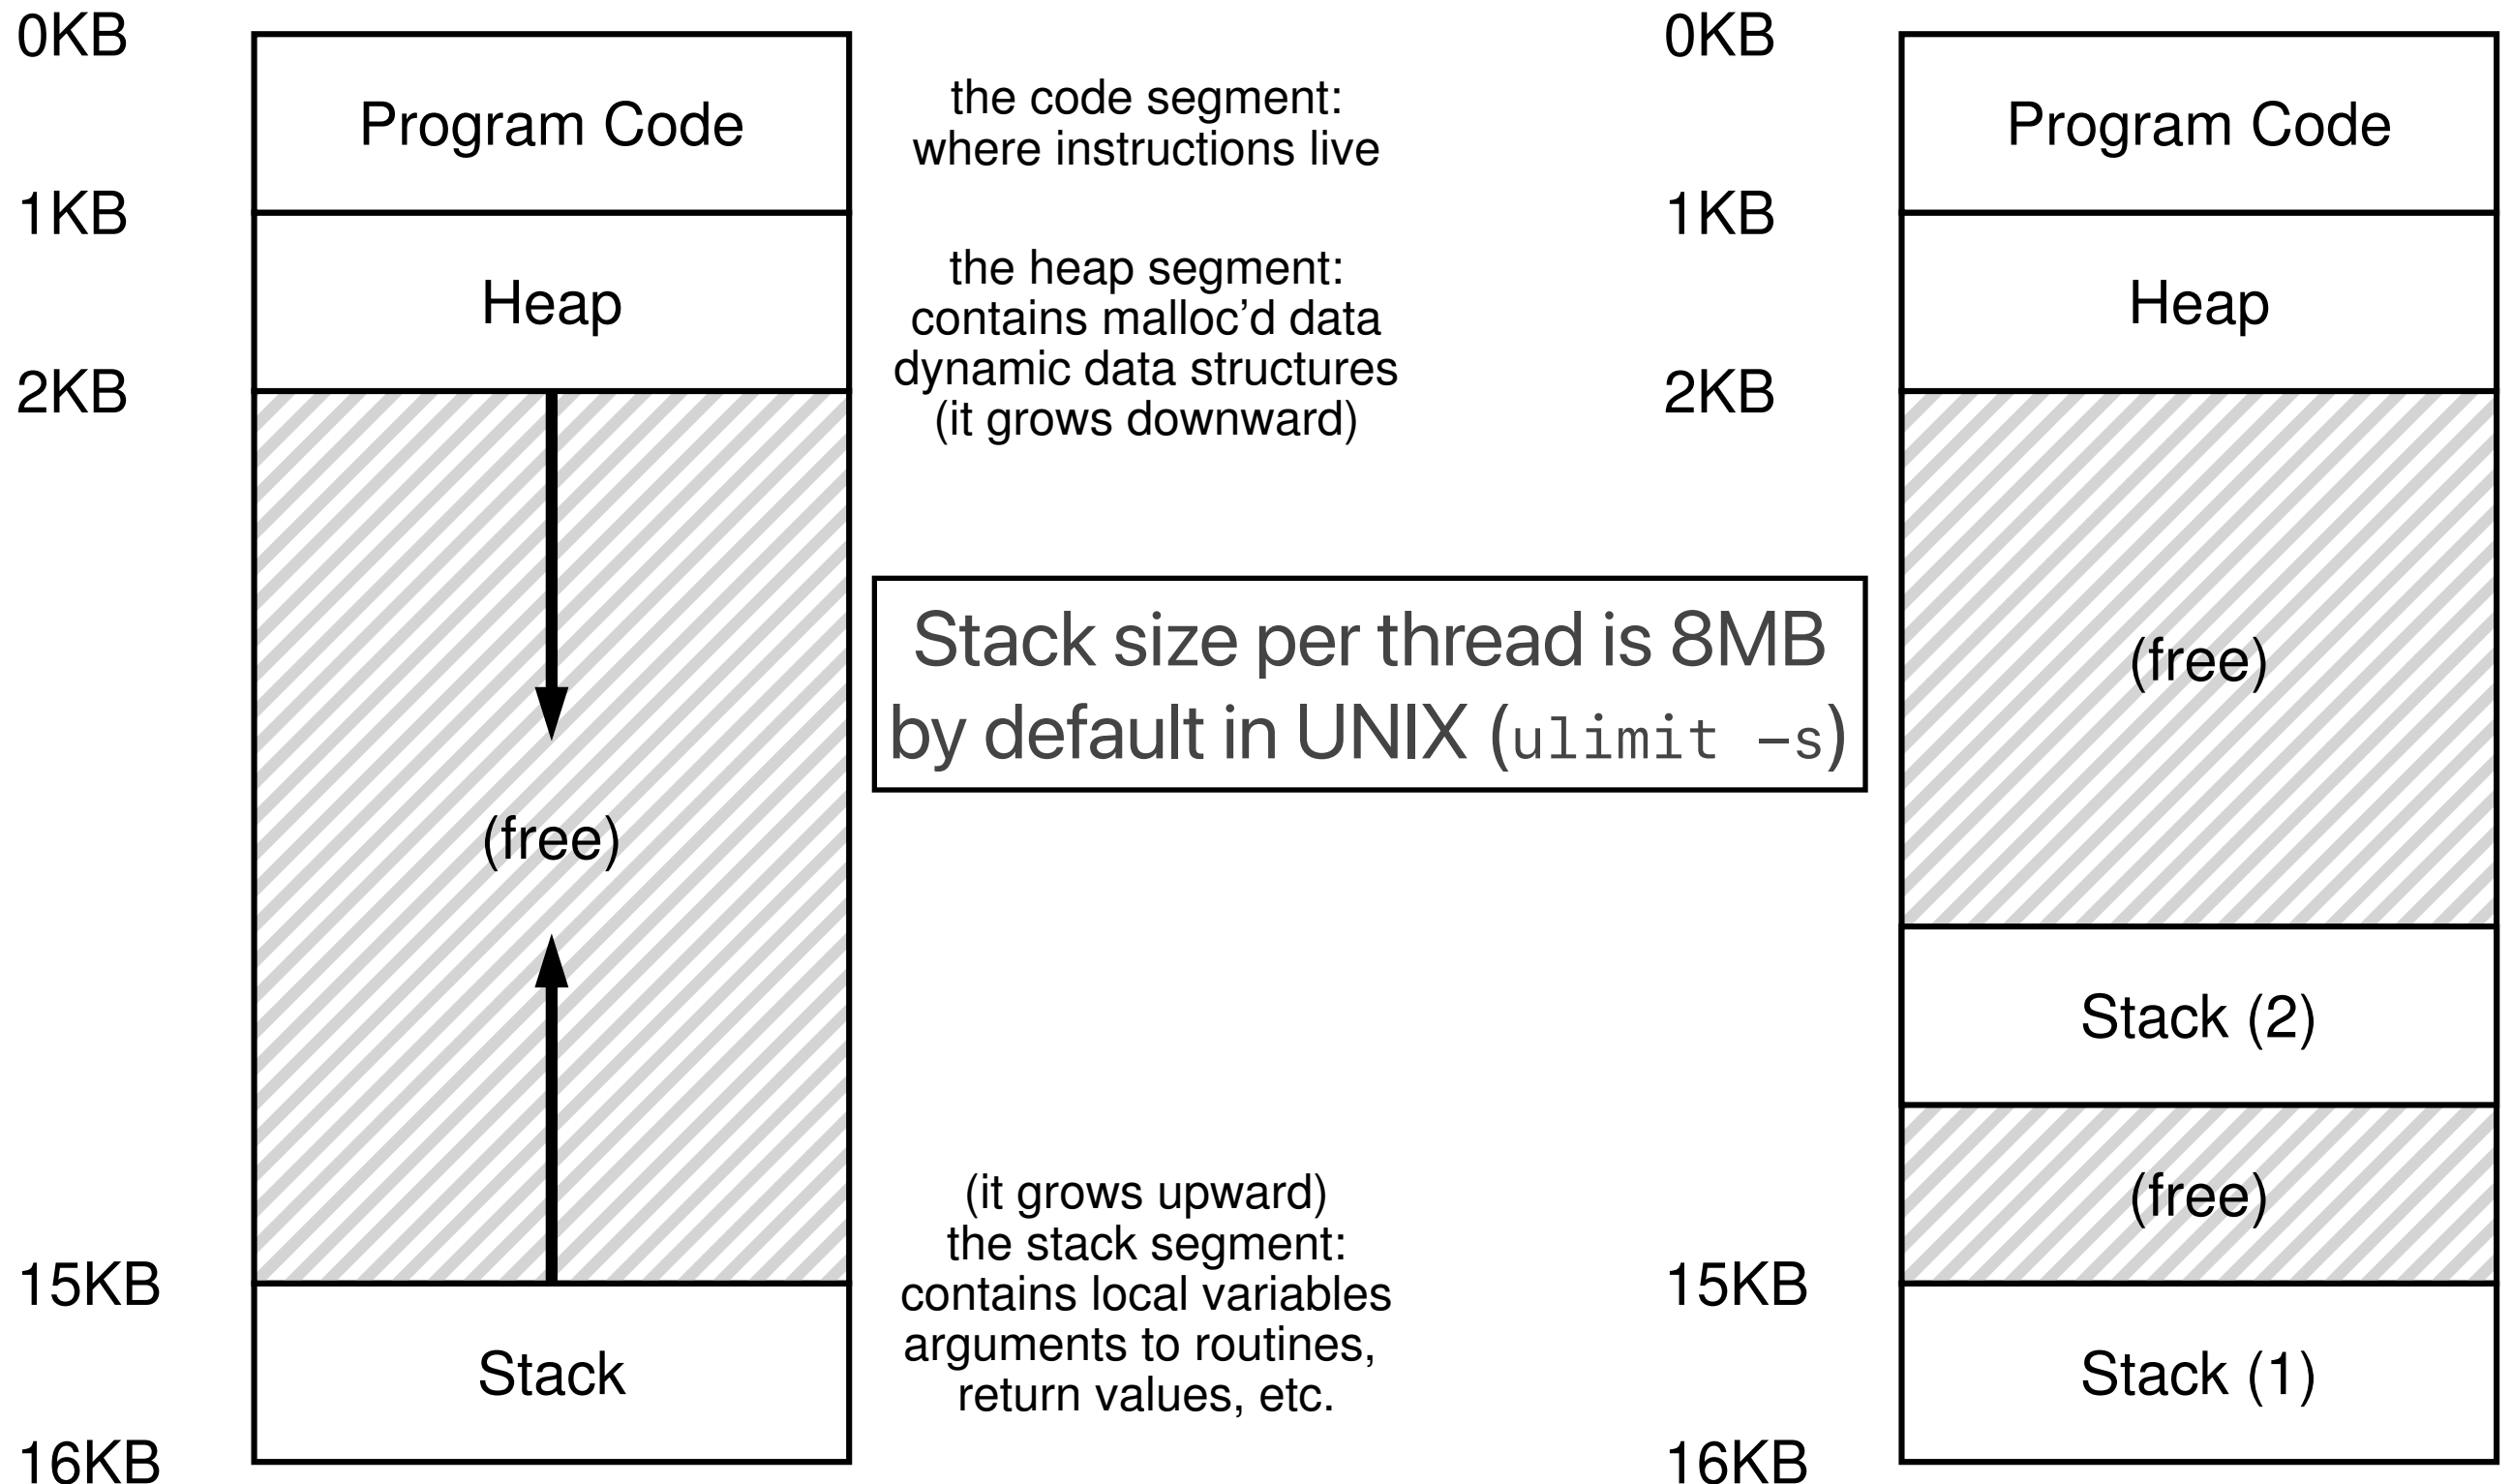 0KB
Program Code
1KB
Heap
2KB
(free)
15KB
Stack
16KB
the code segment:
where instructions live
the heap segment:
contains malloc’d data
dynamic data structures
(it grows downward)
Stack size per thread is 8MB
by default in UNIX (ulimit -s)
(it grows upward)
the stack segment:
contains local variables
arguments to routines,
return values, etc.
0KB
Program Code
1KB
Heap
2KB
(free)
Stack (2)
(free)
15KB
Stack (1)
16KB